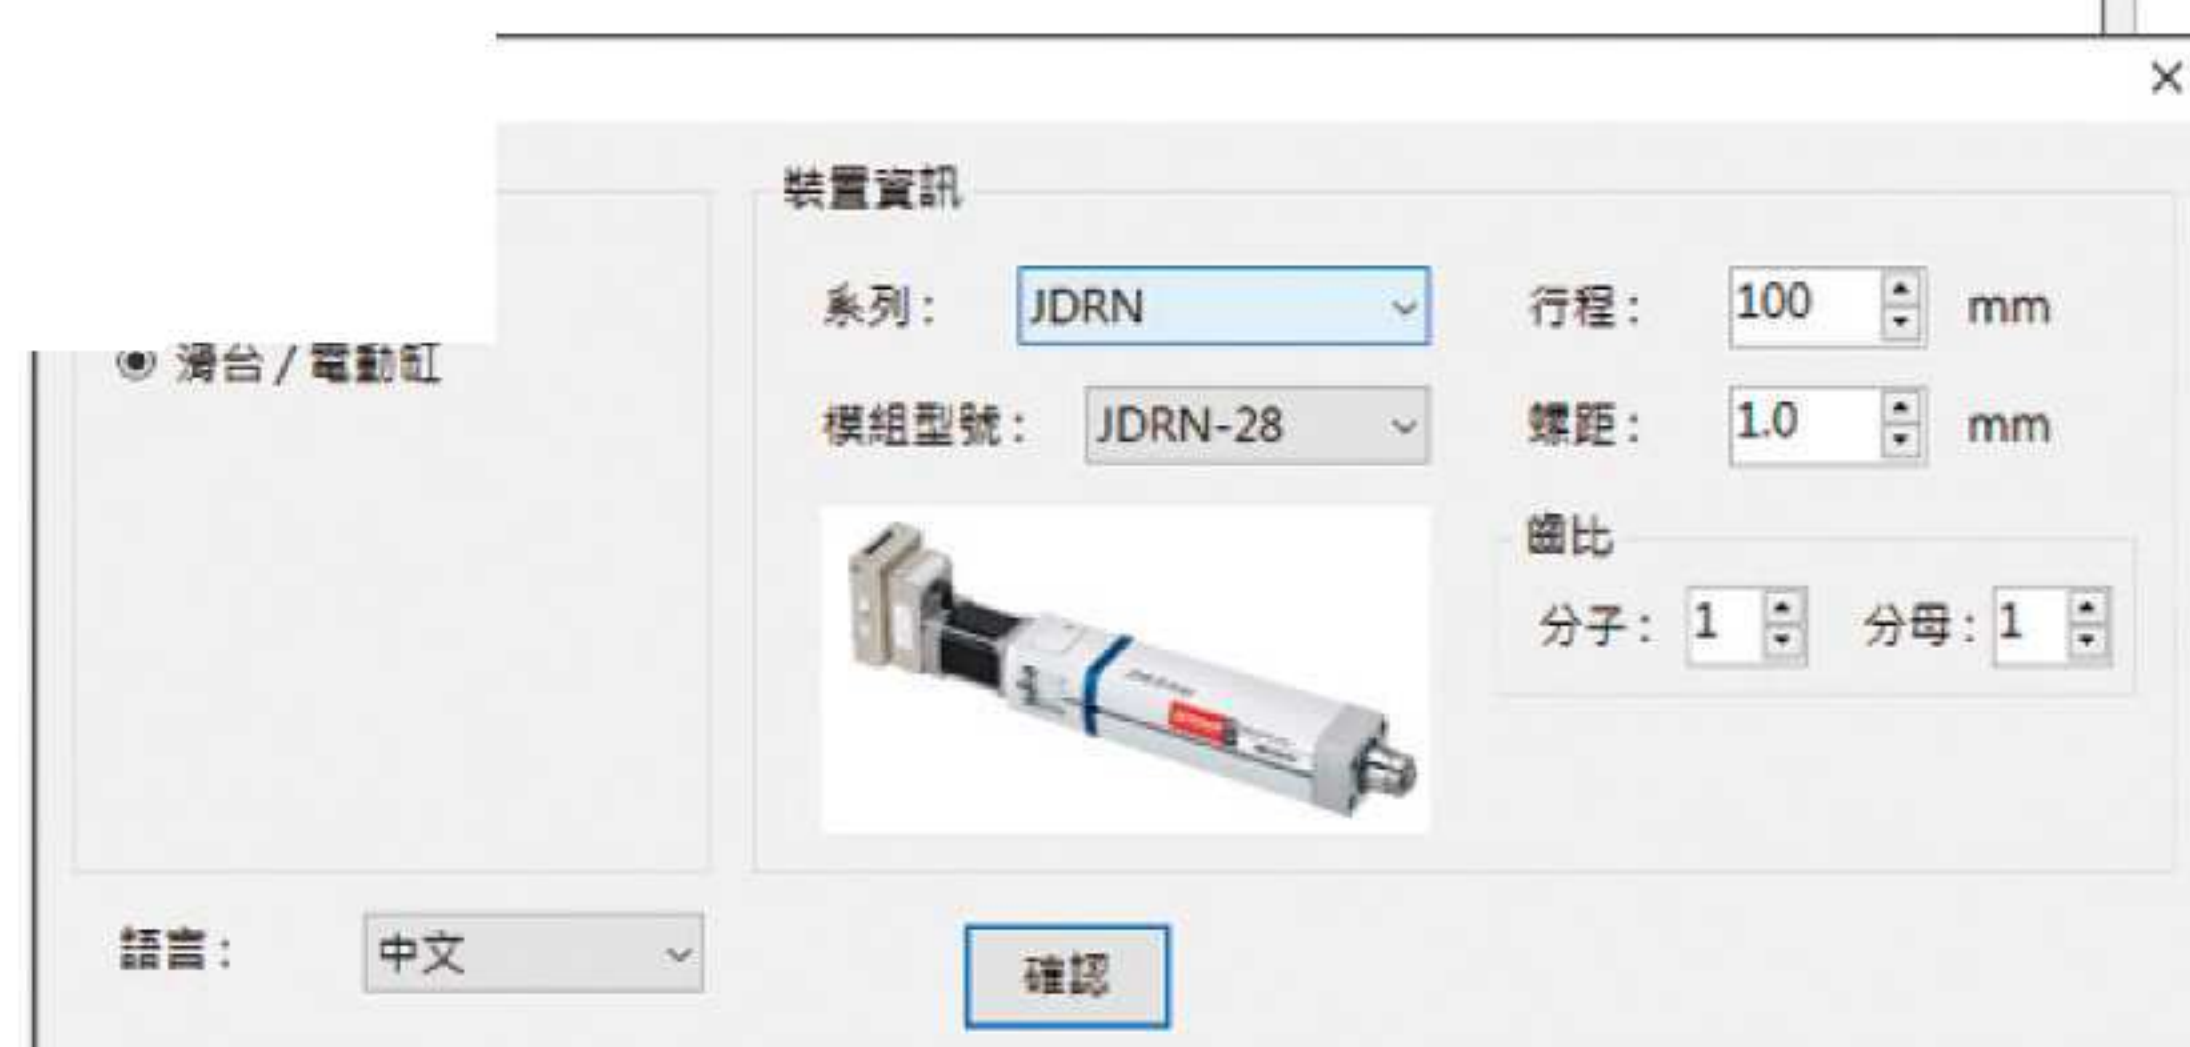 裝置資訊
系列: JDRN 行程: 100 mm
滑台 / 電動缸
模組型號: JDRN-28 螺距: 1.0 mm
齒比
分子: 1 分母: 1
語言: 中文
確認